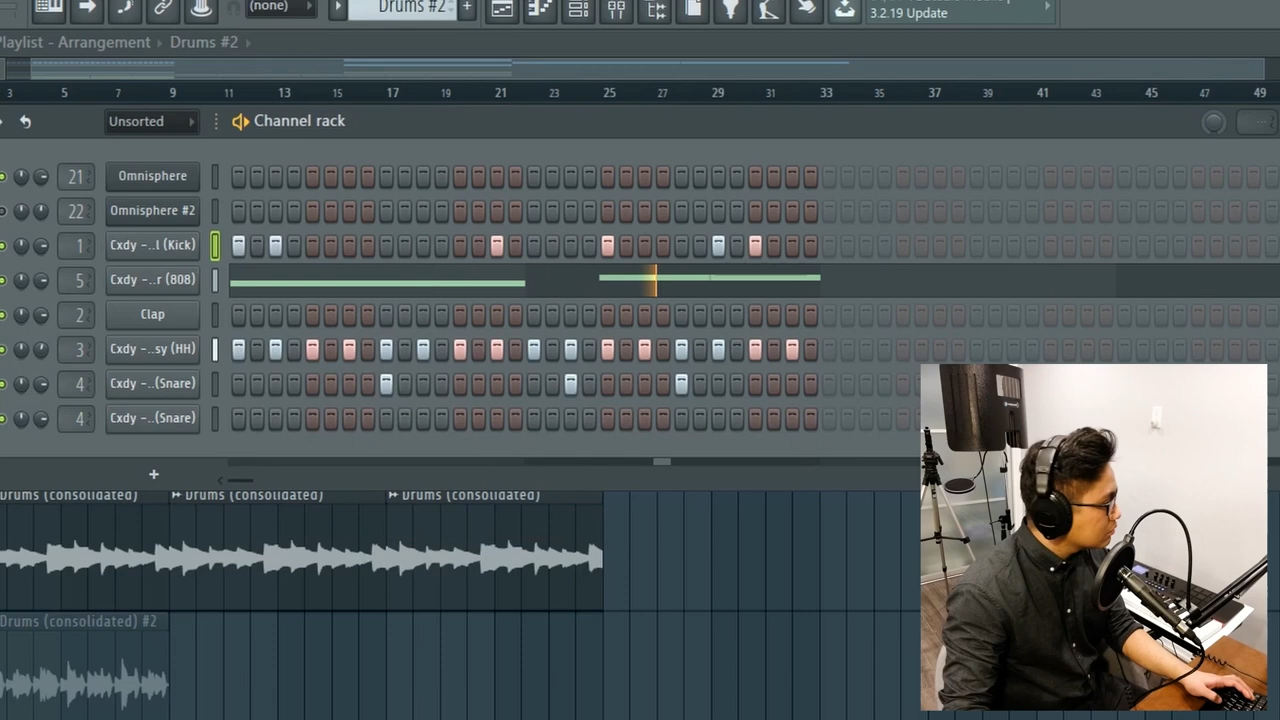 (none)
Drums #2
+
3.2.19 Update
Playlist - Arrangement › Drums #2 ›
3 5 7 9 11 13 15 17 19 21 23 25 27 29 31 33 35 37 39 41 43 45 47 49
Unsorted
Channel rack
21 Omnisphere
22 Omnisphere #2
1 Cxdy -..l (Kick)
5 Cxdy -..r (808)
2 Clap
3 Cxdy -..sy (HH)
4 Cxdy -..(Snare)
4 Cxdy -..(Snare)
+
Drums (consolidated) Drums (consolidated) Drums (consolidated)
Drums (consolidated) #2